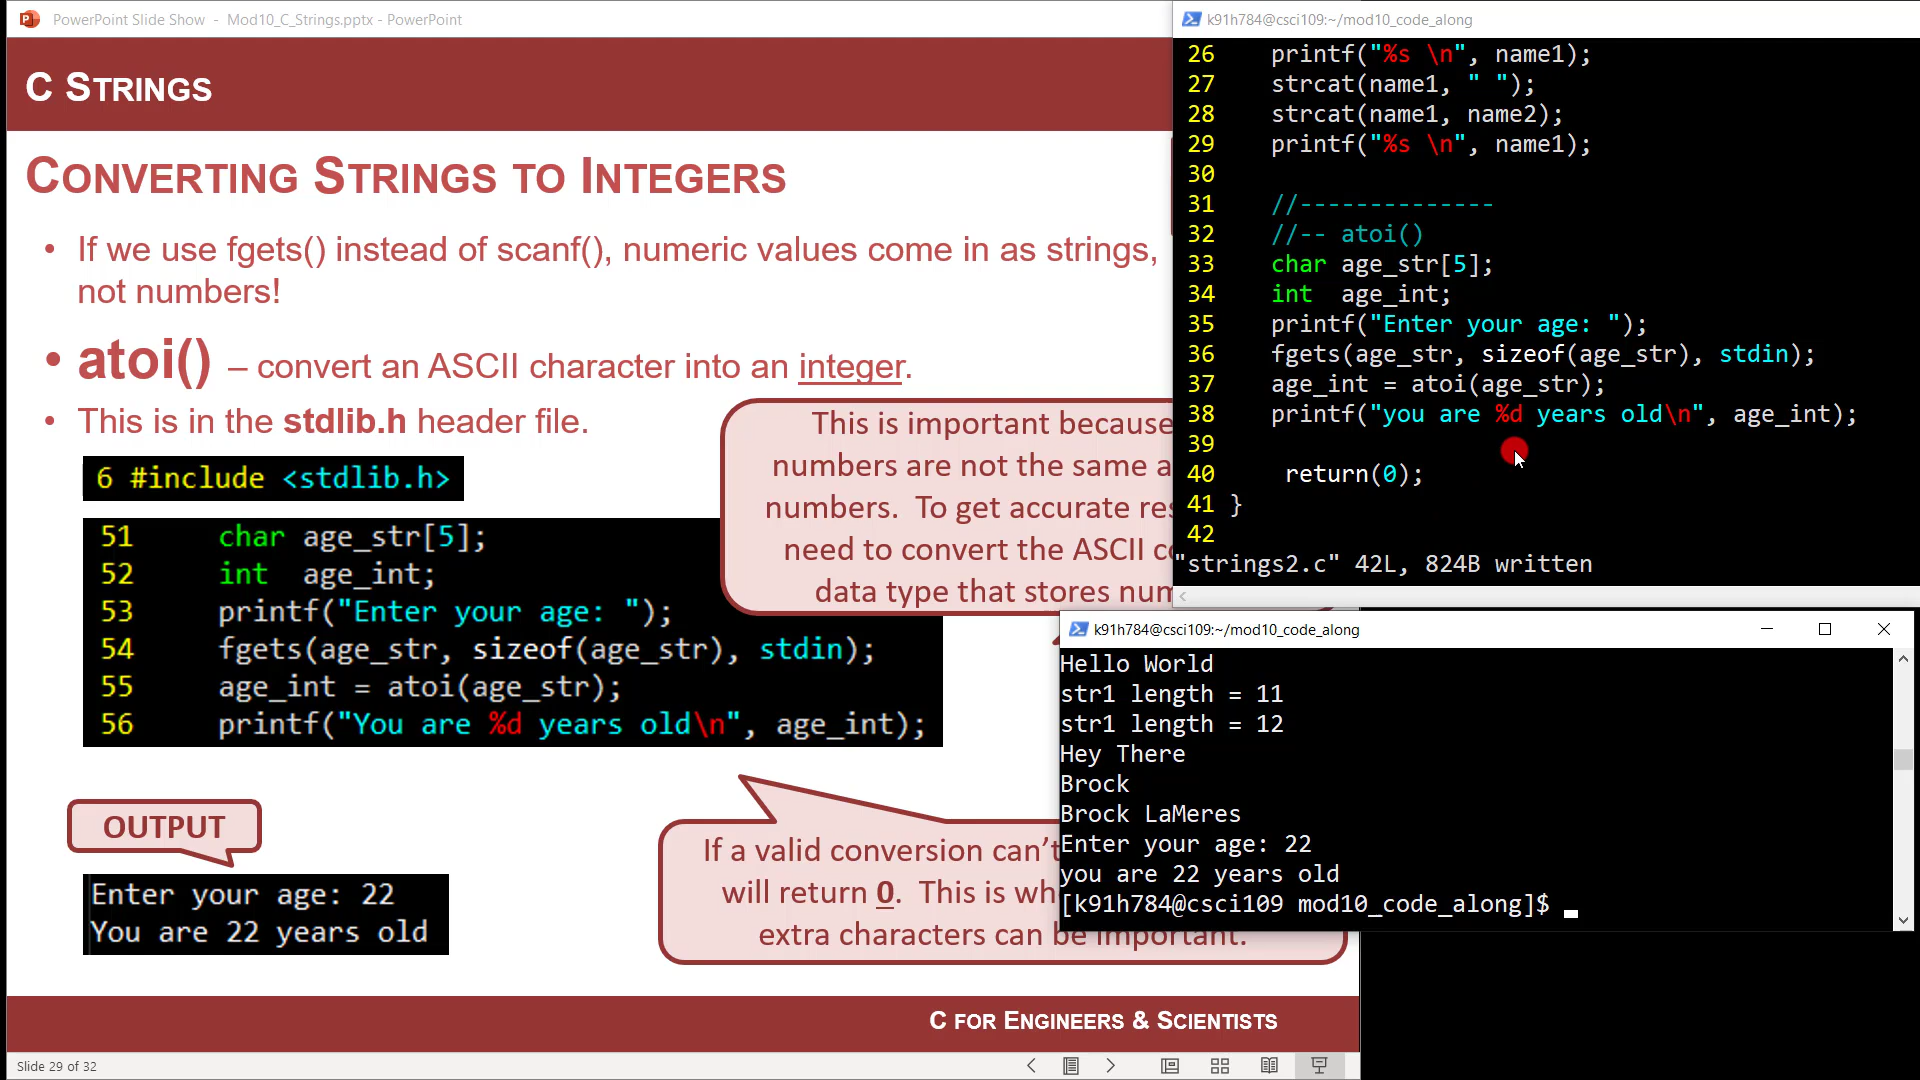 PowerPoint Slide Show - Mod10_C_Strings.pptx - PowerPoint
C STRINGS
CONVERTING STRINGS TO INTEGERS
• If we use fgets() instead of scanf(), numeric values come in as strings,
not numbers!
• atoi() – convert an ASCII character into an integer.
• This is in the stdlib.h header file.
6 #include <stdlib.h>
This is important because
numbers are not the same a
numbers. To get accurate res
need to convert the ASCII c
data type that stores num
51 char age_str[5];
52 int age_int;
53 printf("Enter your age: ");
54 fgets(age_str, sizeof(age_str), stdin);
55 age_int = atoi(age_str);
56 printf("You are %d years old\n", age_int);
OUTPUT
Enter your age: 22
You are 22 years old
If a valid conversion can't
will return 0. This is wh
extra characters can be important.
C FOR ENGINEERS & SCIENTISTS
Slide 29 of 32
k91h784@csci109:~/mod10_code_along
26 printf("%s \n", name1);
27 strcat(name1, " ");
28 strcat(name1, name2);
29 printf("%s \n", name1);
30
31 //--------------
32 //-- atoi()
33 char age_str[5];
34 int age_int;
35 printf("Enter your age: ");
36 fgets(age_str, sizeof(age_str), stdin);
37 age_int = atoi(age_str);
38 printf("you are %d years old\n", age_int);
39
40 return(0);
41 }
42
"strings2.c" 42L, 824B written
k91h784@csci109:~/mod10_code_along
Hello World
str1 length = 11
str1 length = 12
Hey There
Brock
Brock LaMeres
Enter your age: 22
you are 22 years old
[k91h784@csci109 mod10_code_along]$